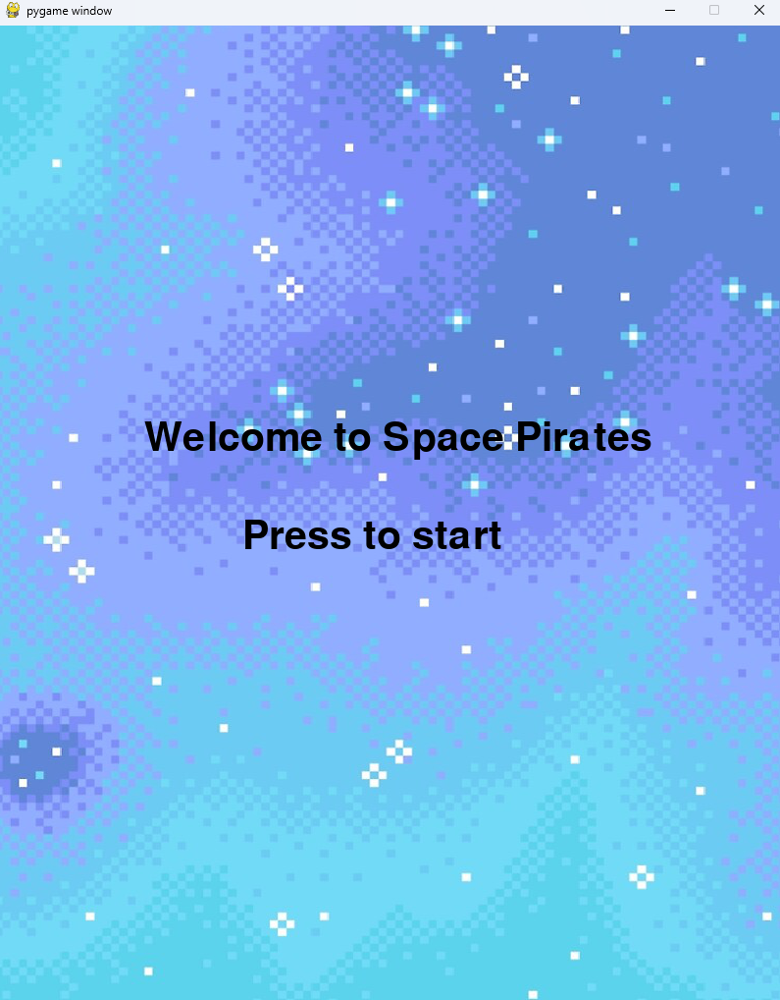 pygame window
Welcome to Space Pirates
Press to start